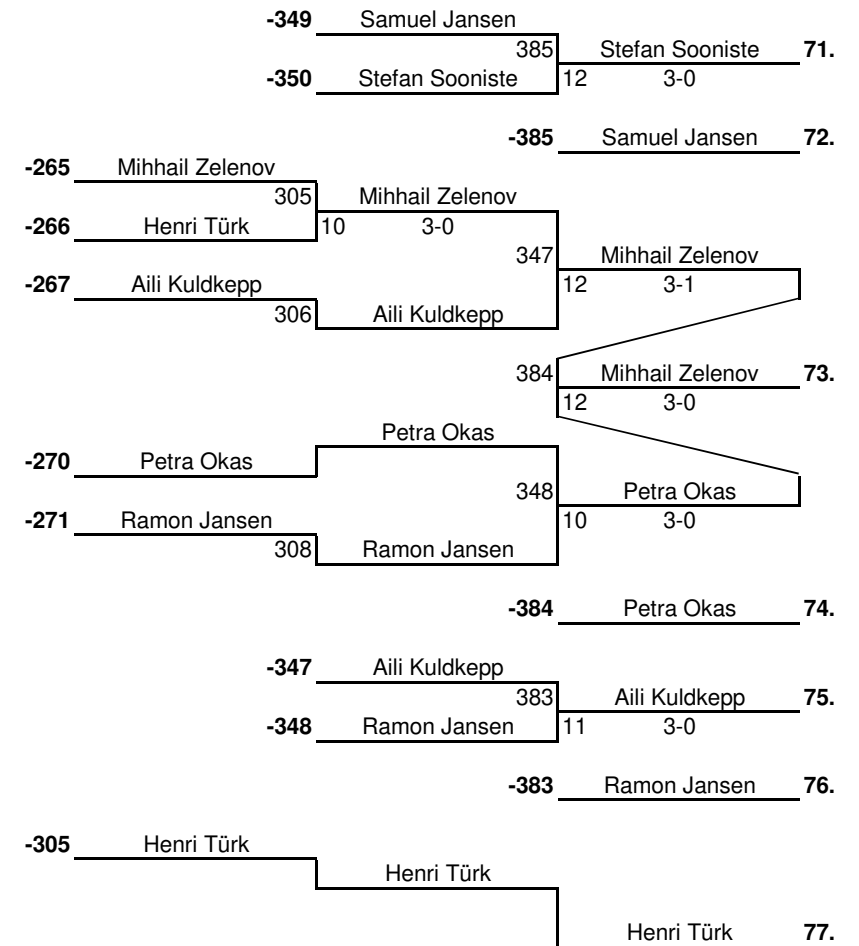 -349 Samuel Jansen
385 Stefan Sooniste 71.
-350 Stefan Sooniste 12 3-0
-385 Samuel Jansen 72.
-265 Mihhail Zelenov
305 Mihhail Zelenov
-266 Henri Türk 10 3-0
347 Mihhail Zelenov
-267 Aili Kuldkepp 12 3-1
306 Aili Kuldkepp
384 Mihhail Zelenov 73.
12 3-0
Petra Okas
-270 Petra Okas
348 Petra Okas
-271 Ramon Jansen 10 3-0
308 Ramon Jansen
-384 Petra Okas 74.
-347 Aili Kuldkepp
383 Aili Kuldkepp 75.
-348 Ramon Jansen 11 3-0
-383 Ramon Jansen 76.
-305 Henri Türk
Henri Türk
Henri Türk 77.